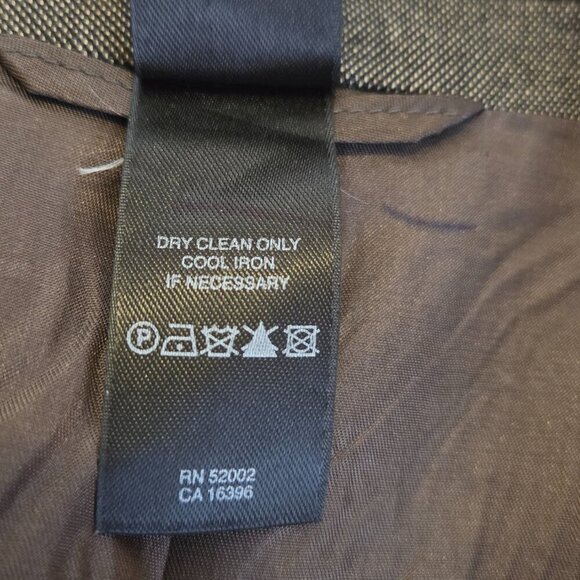 DRY CLEAN ONLY
COOL IRON
IF NECESSARY
P
RN 52002
CA 16396